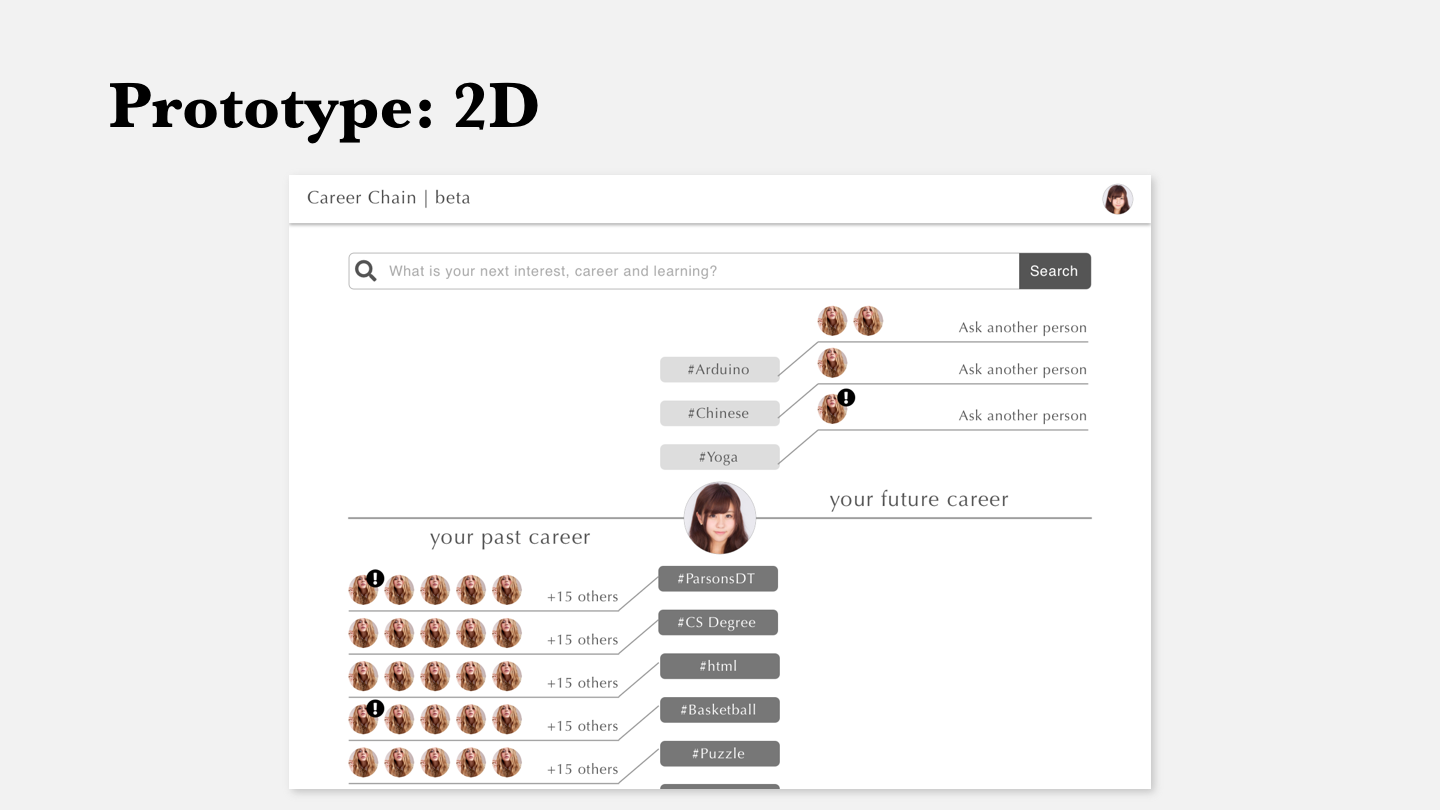 Prototype: 2D
Career Chain | beta
What is your next interest, career and learning?
Search
Ask another person
#Arduino
Ask another person
#Chinese
Ask another person
#Yoga
your future career
your past career
#ParsonsDT
+15 others
#CS Degree
+15 others
#html
+15 others
#Basketball
+15 others
#Puzzle
+15 others